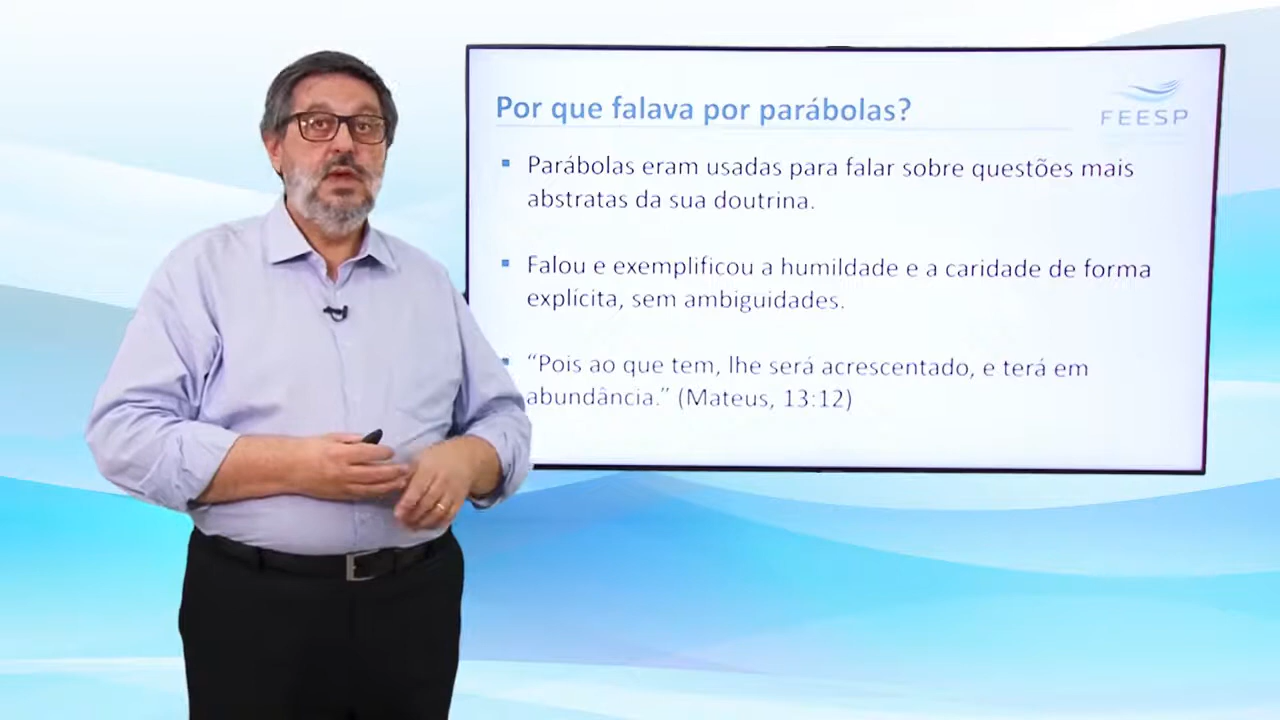 Por que falava por parábolas?
FEESP
▪ Parábolas eram usadas para falar sobre questões mais
abstratas da sua doutrina.
▪ Falou e exemplificou a humildade e a caridade de forma
explícita, sem ambiguidades.
▪ “Pois ao que tem, lhe será acrescentado, e terá em
abundância.” (Mateus, 13:12)